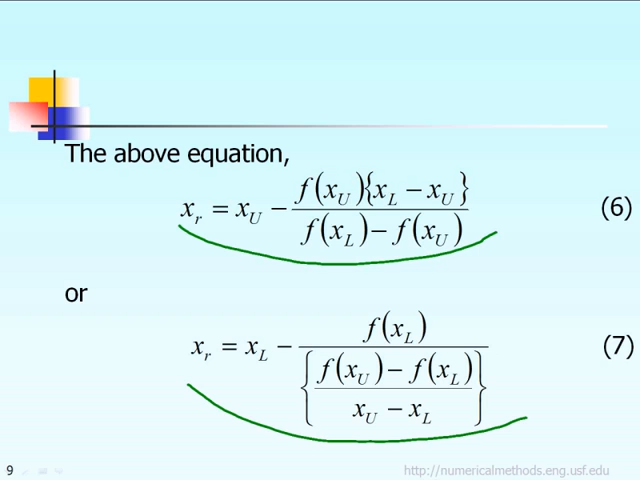 The above equation,
x_r = x_U − f(x_U){x_L − x_U} / f(x_L) − f(x_U) (6)
or
x_r = x_L − f(x_L) / {f(x_U) − f(x_L) / x_U − x_L} (7)
9 http://numericalmethods.eng.usf.edu